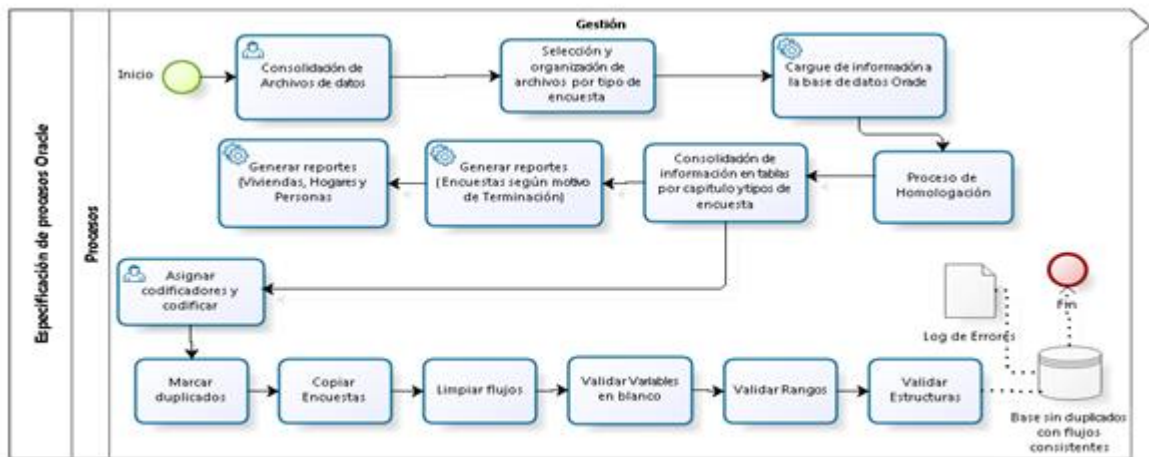 Gestión
Especificación de procesos Oracle
Procesos
Inicio
Consolidación de
Archivos de datos
Selección y
organización de
archivos por tipo de
encuesta
Cargue de información a
la base de datos Oracle
Generar reportes
(Viviendas, Hogares y
Personas
Generar reportes
(Encuestas según motivo
de Terminación)
Consolidación de
información en tablas
por capítulo y tipos de
encuesta
Proceso de
Homologación
Asignar
codificadores y
codificar
Log de Errores
Fin
Marcar
duplicados
Copiar
Encuestas
Limpiar flujos
Validar Variables
en blanco
Validar Rangos
Validar
Estructuras
Base sin duplicados
con flujos
consistentes